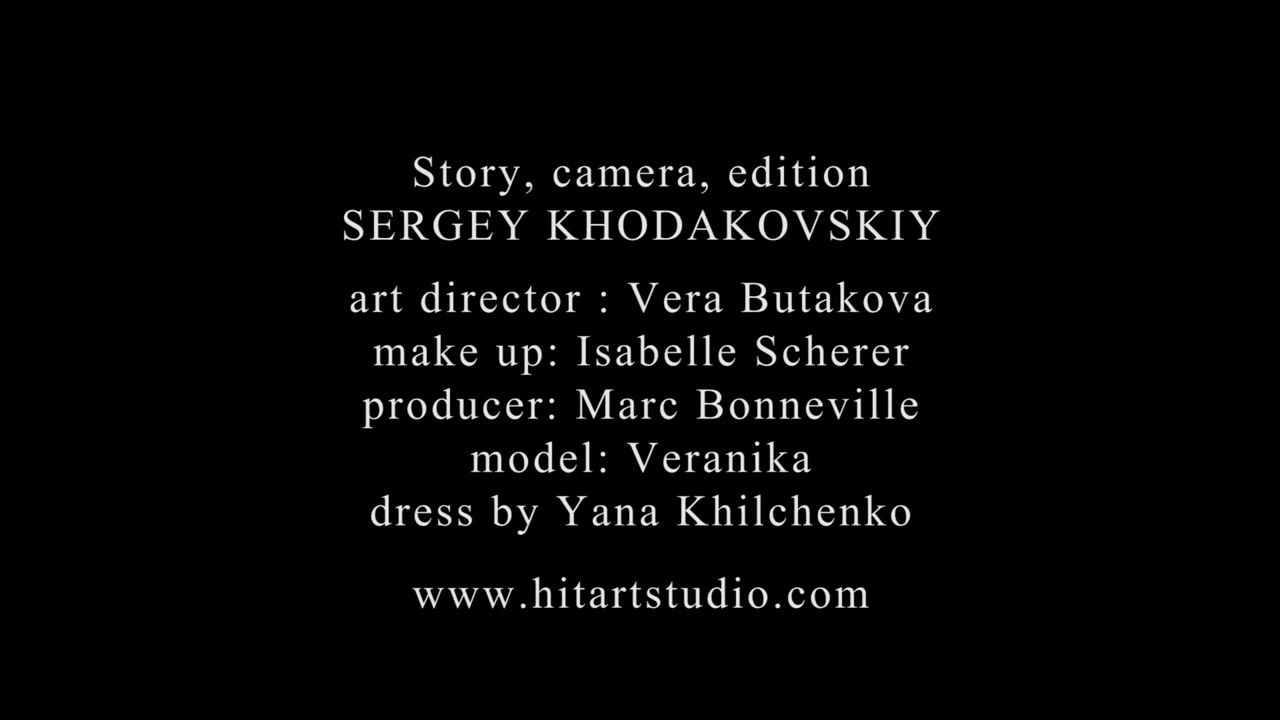 Story, camera, edition
SERGEY KHODAKOVSKIY
art director : Vera Butakova
make up: Isabelle Scherer
producer: Marc Bonneville
model: Veranika
dress by Yana Khilchenko
www.hitartstudio.com